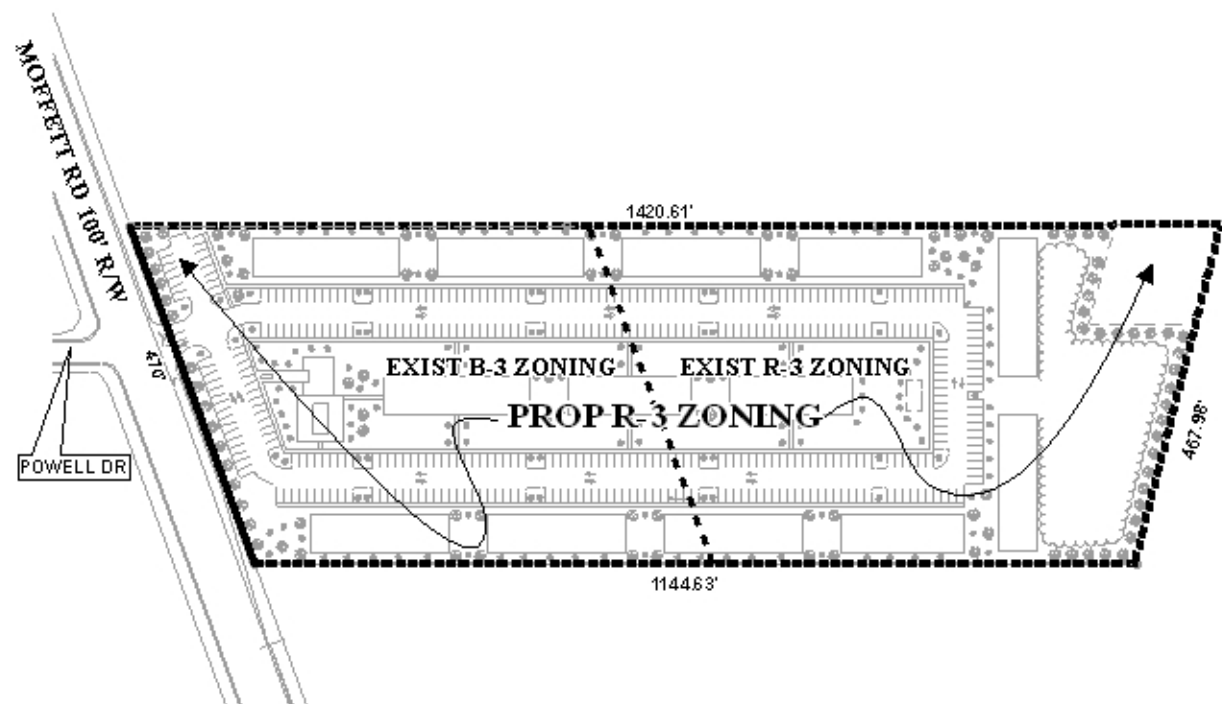 MOFFETT RD 100' R/W
1420.61'
470'
EXIST B-3 ZONING
EXIST R-3 ZONING
PROP R-3 ZONING
POWELL DR
467.98'
1144.63'